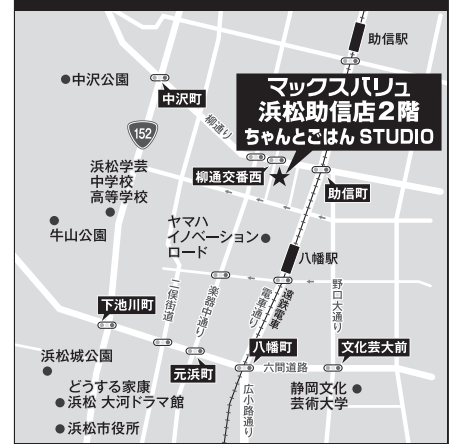 助信駅
中沢公園
中沢町
マックスバリュ
浜松助信店2階
ちゃんとごはん STUDIO
152
柳通り
浜松学芸
中学校
高等学校
柳通交番西
助信町
牛山公園
ヤマハ
イノベーション
ロード
八幡駅
下池川町
二俣街道
楽器中通り
電車通り
遠鉄電車
野口大通り
浜松城公園
元浜町
八幡町
六間道路
文化芸大前
どうする家康
浜松 大河ドラマ館
広小路通り
静岡文化
芸術大学
浜松市役所